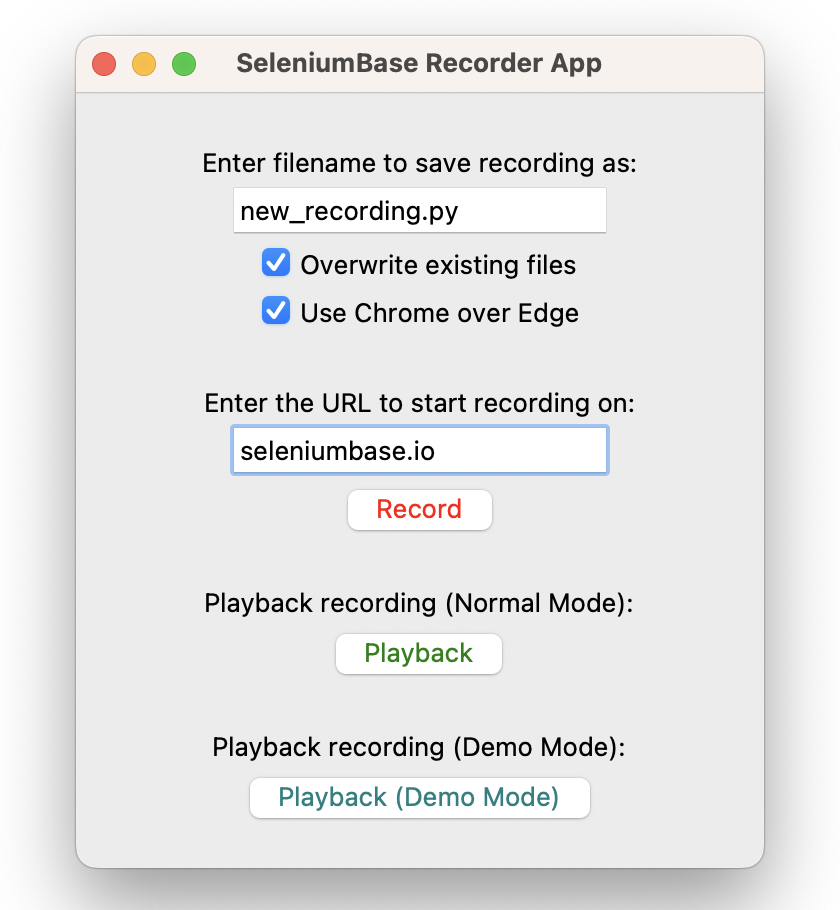 SeleniumBase Recorder App
Enter filename to save recording as:
new_recording.py
Overwrite existing files
Use Chrome over Edge
Enter the URL to start recording on:
seleniumbase.io
Record
Playback recording (Normal Mode):
Playback
Playback recording (Demo Mode):
Playback (Demo Mode)